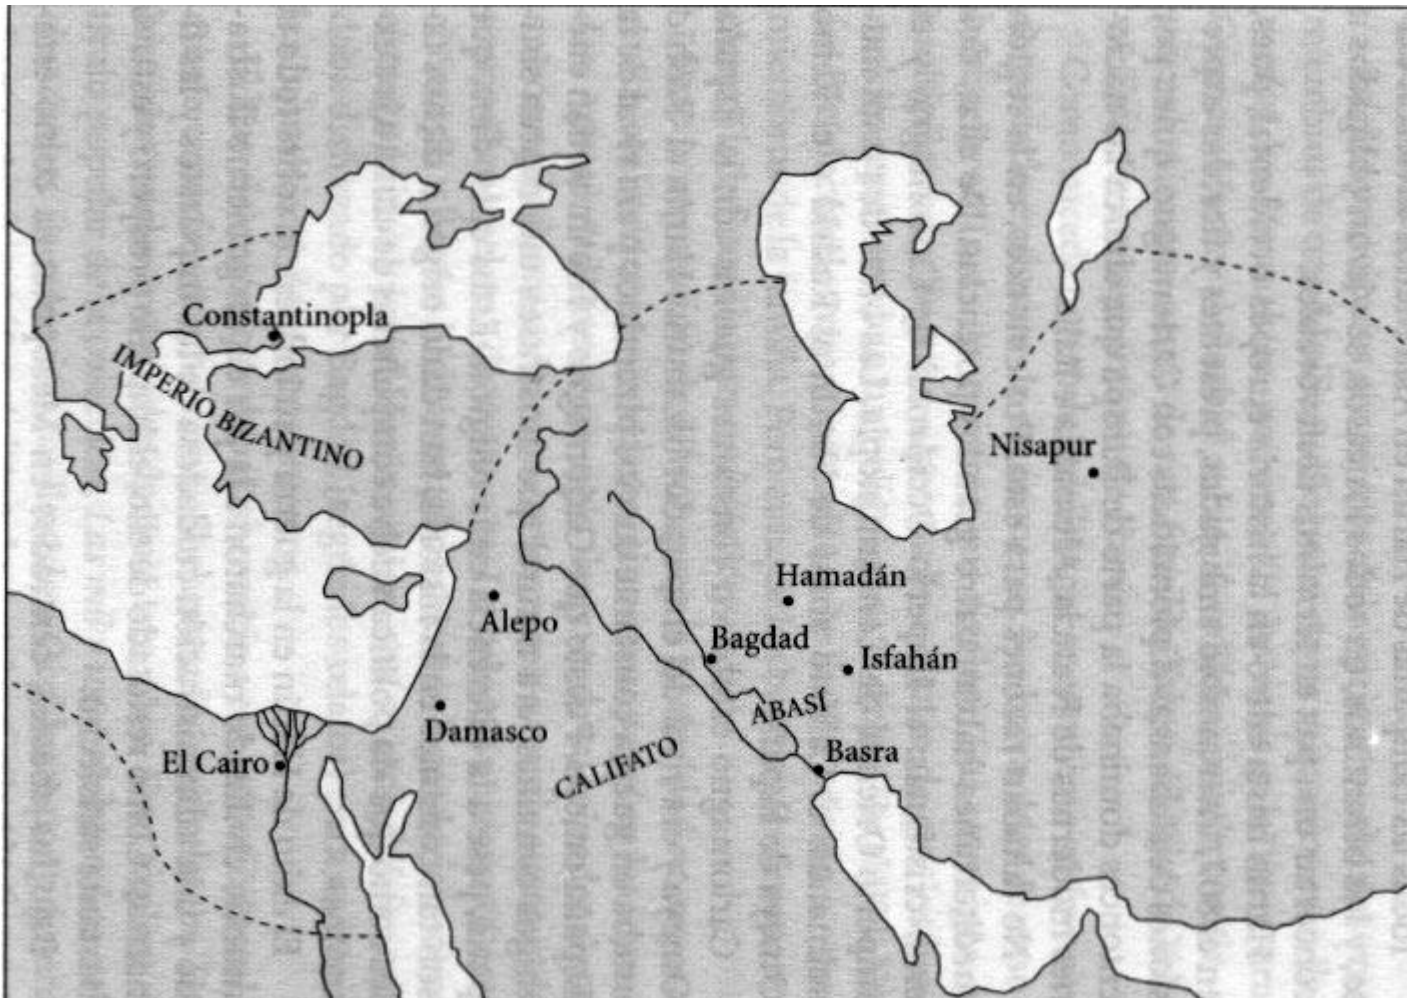 Constantinopla
IMPERIO BIZANTINO
Nisapur
Hamadán
Alepo
Bagdad
Isfahán
ABASÍ
Damasco
CALIFATO
El Cairo
Basra